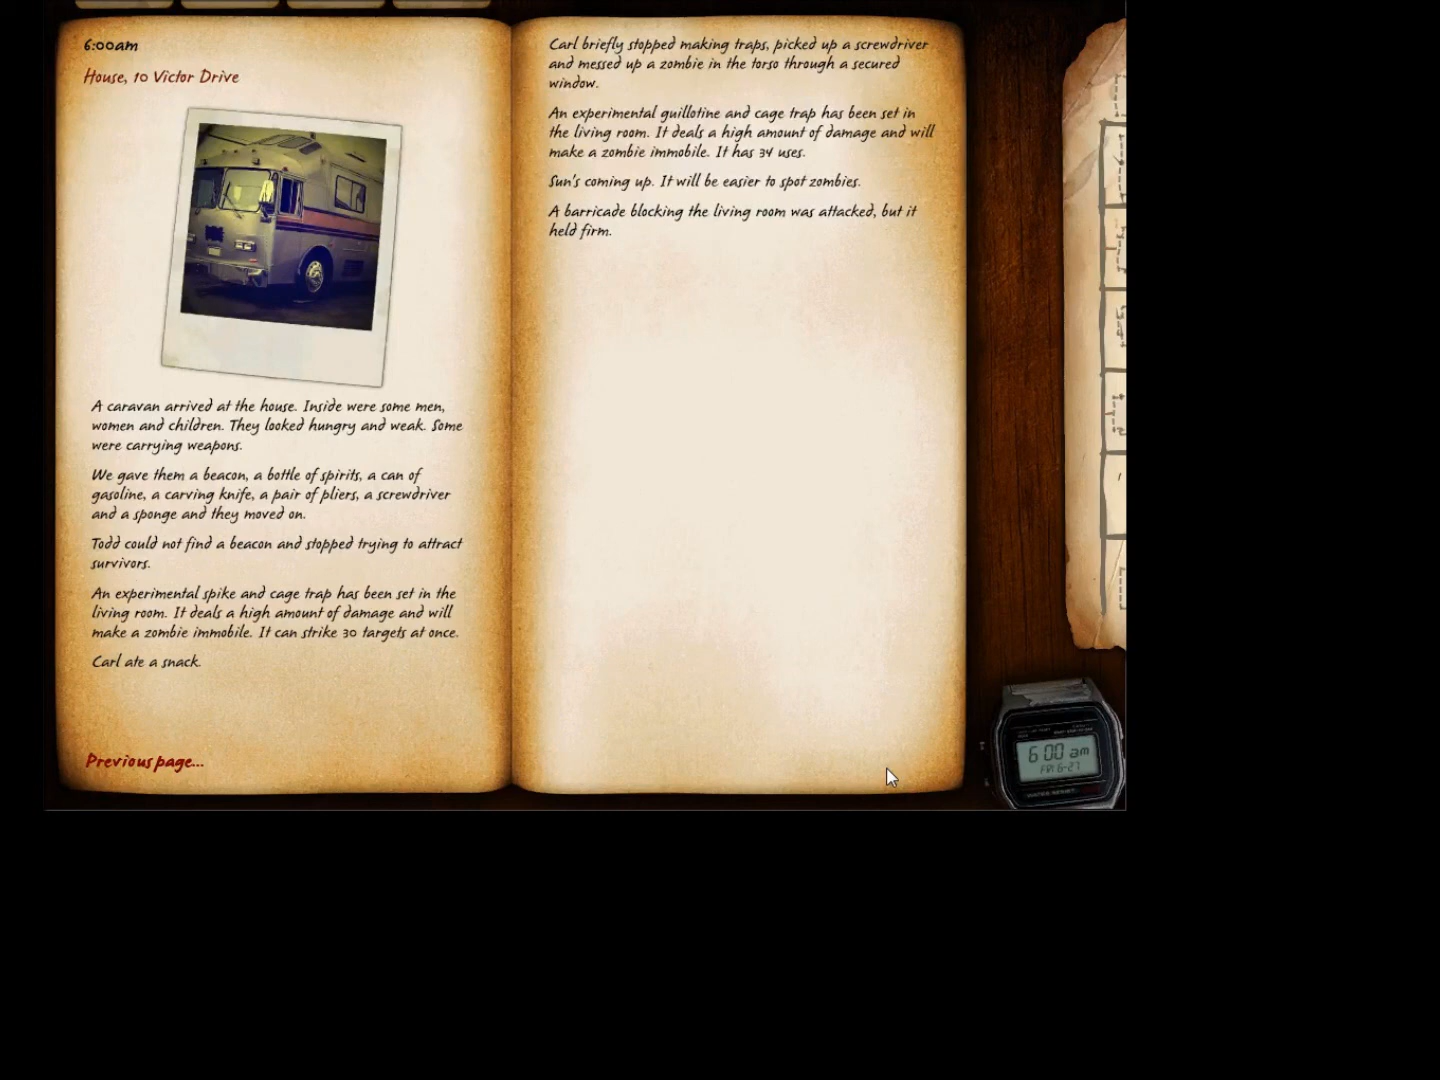 6:00am
House, 10 Victor Drive
A caravan arrived at the house. Inside were some men,
women and children. They looked hungry and weak. Some
were carrying weapons.
We gave them a beacon, a bottle of spirits, a can of
gasoline, a carving knife, a pair of pliers, a screwdriver
and a sponge and they moved on.
Todd could not find a beacon and stopped trying to attract
survivors.
An experimental spike and cage trap has been set in the
living room. It deals a high amount of damage and will
make a zombie immobile. It can strike 30 targets at once.
Carl ate a snack.
Previous page...
Carl briefly stopped making traps, picked up a screwdriver
and messed up a zombie in the torso through a secured
window.
An experimental guillotine and cage trap has been set in
the living room. It deals a high amount of damage and will
make a zombie immobile. It has 34 uses.
Sun's coming up. It will be easier to spot zombies.
A barricade blocking the living room was attacked, but it
held firm.
6:00 am
FRI 6-27
WATER RESIST